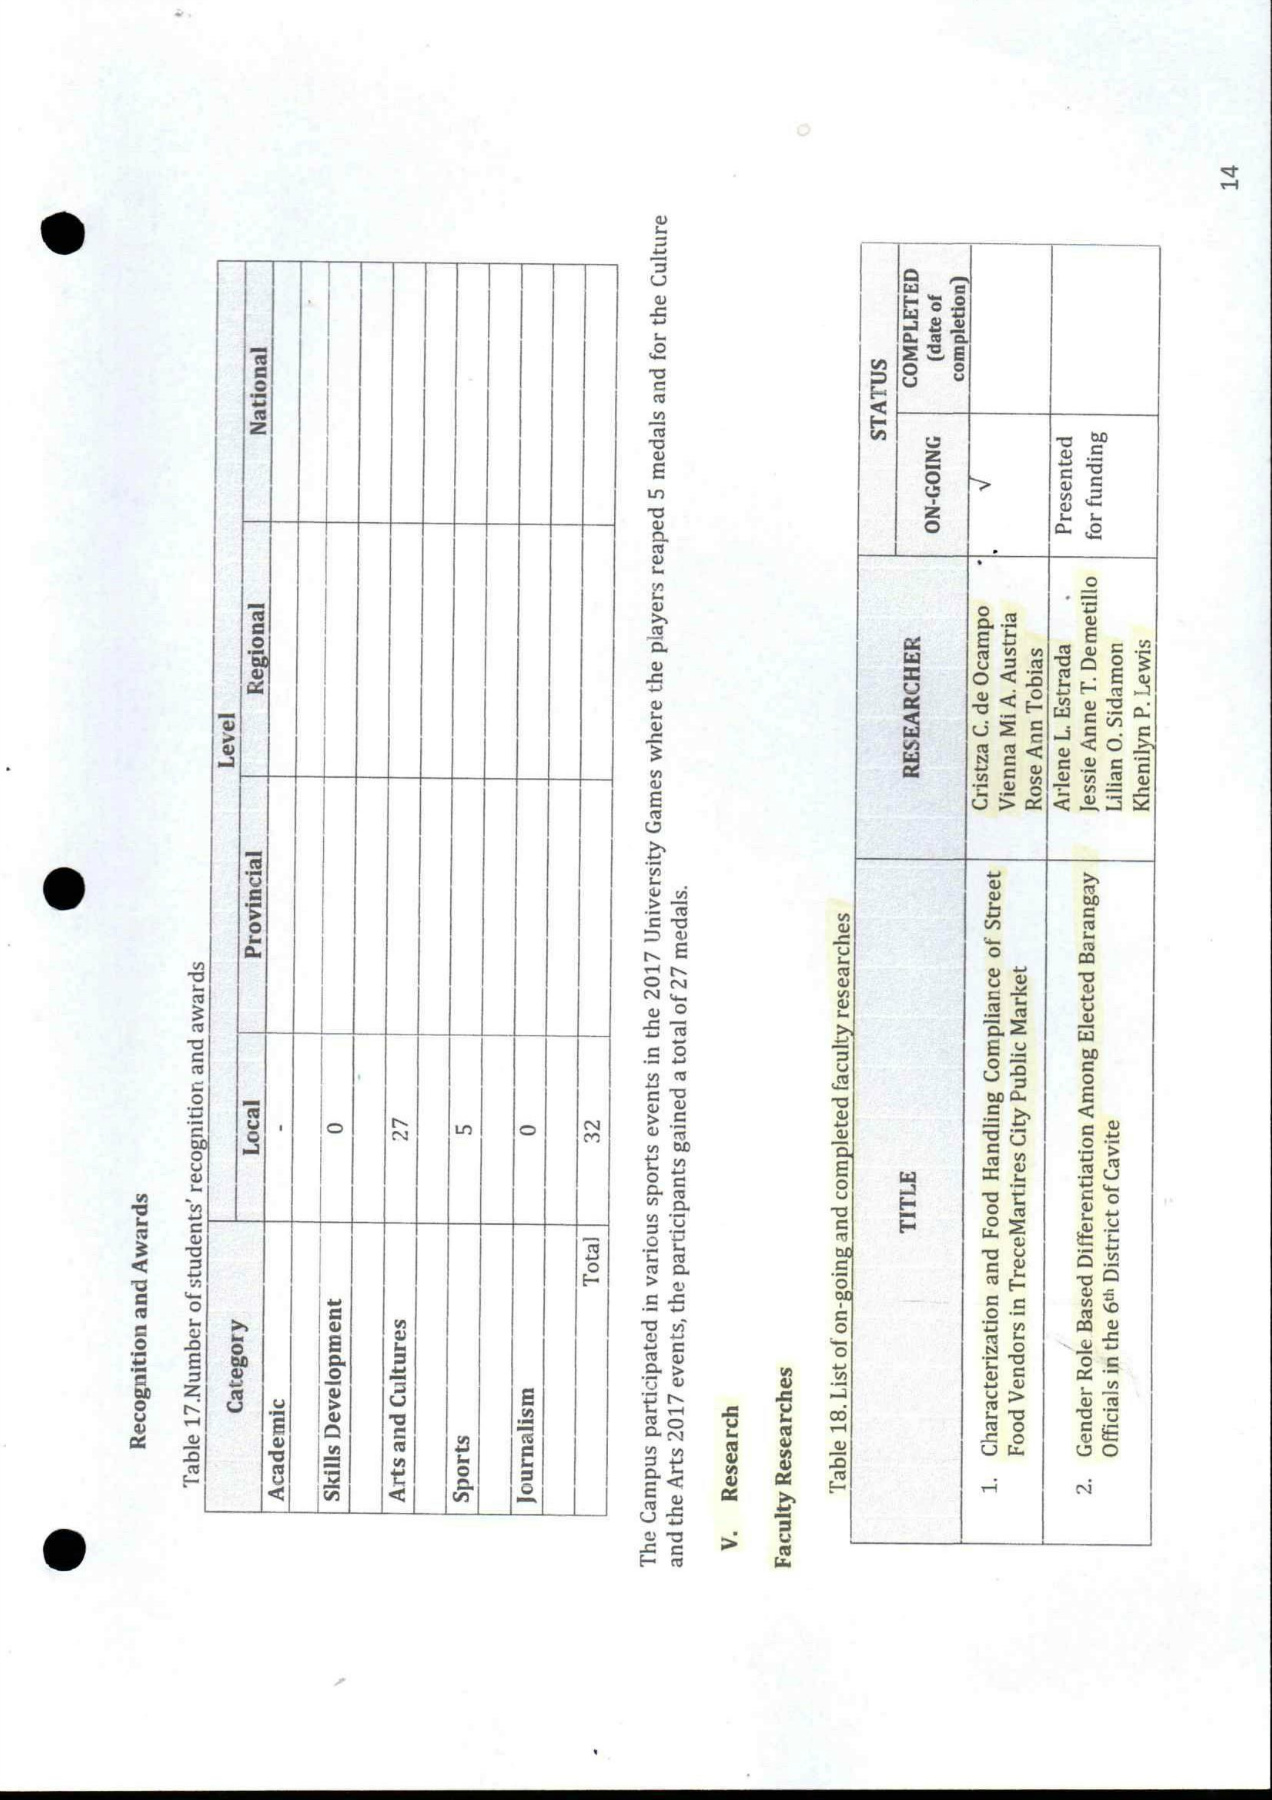 Recognition and Awards
Table 17.Number of students' recognition and awards
Category Level
Local Provincial Regional National
Academic -
Skills Development 0
Arts and Cultures 27
Sports 5
Journalism 0
Total 32
The Campus participated in various sports events in the 2017 University Games where the players reaped 5 medals and for the Culture
and the Arts 2017 events, the participants gained a total of 27 medals.
V. Research
Faculty Researches
Table 18. List of on-going and completed faculty researches
TITLE RESEARCHER STATUS
ON-GOING COMPLETED
(date of
completion)
1. Characterization and Food Handling Compliance of Street
Food Vendors in TreceMartires City Public Market
Cristza C. de Ocampo
Vienna Mi A. Austria
Rose Ann Tobias
√
2. Gender Role Based Differentiation Among Elected Barangay
Officials in the 6th District of Cavite
Arlene L. Estrada
Jessie Anne T. Demetillo
Lilian O. Sidamon
Khenilyn P. Lewis
Presented
for funding
14